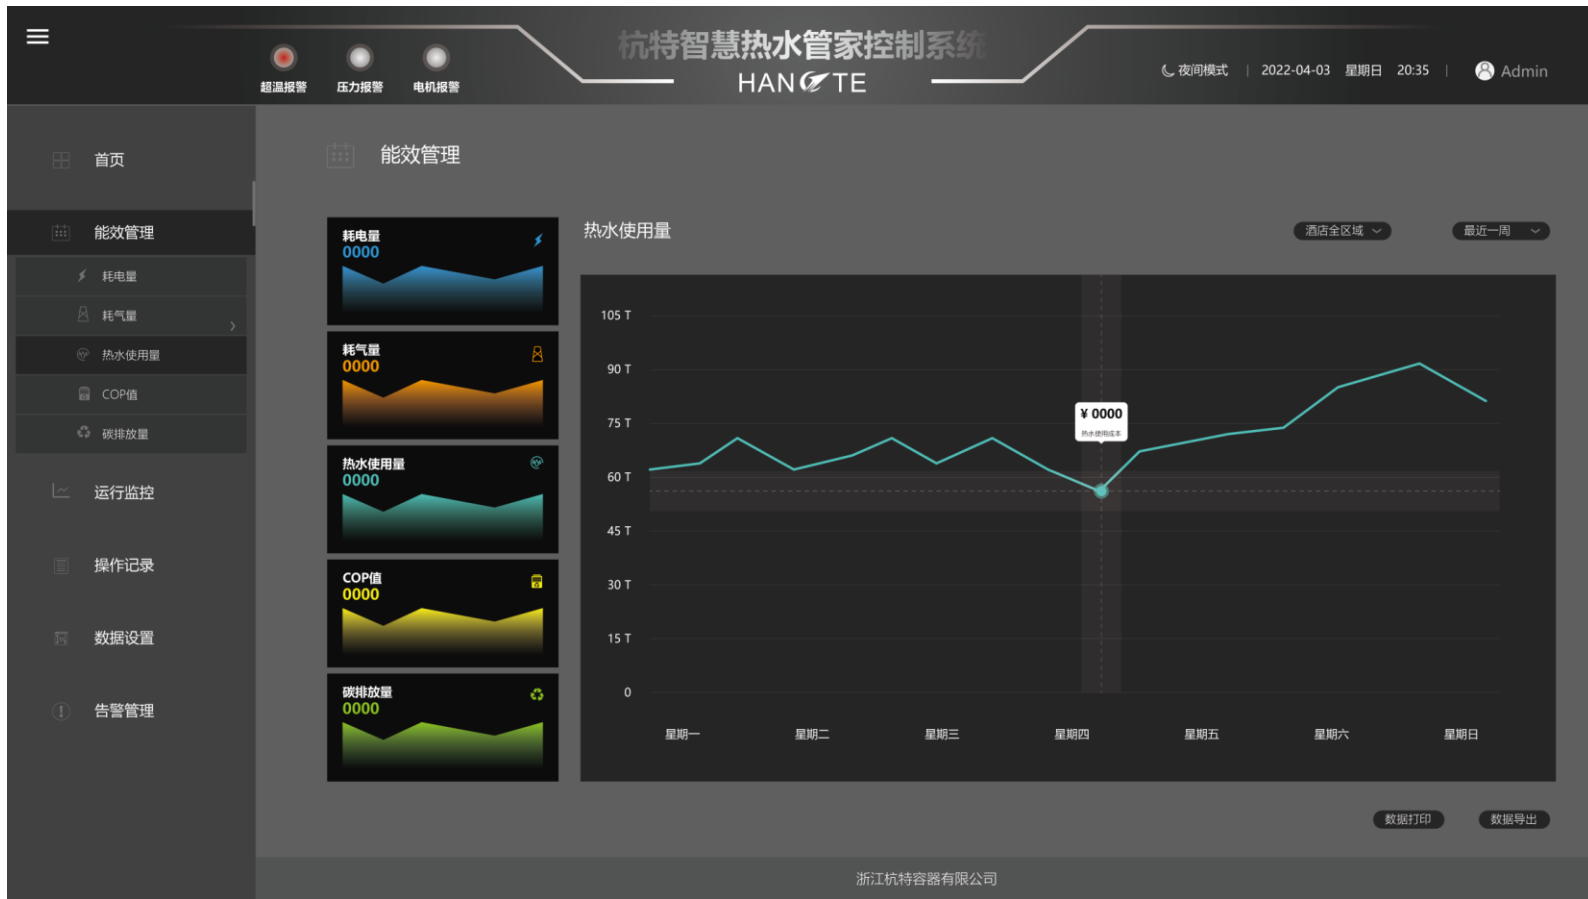 杭特智慧热水管家控制系统
HANGTE
超温报警
压力报警
电机报警
夜间模式 | 2022-04-03 星期日 20:35 | Admin
首页
能效管理
耗电量
耗气量
热水使用量
COP值
碳排放量
运行监控
操作记录
数据设置
告警管理
能效管理
耗电量
0000
耗气量
0000
热水使用量
0000
COP值
0000
碳排放量
0000
热水使用量
酒店全区域
最近一周
105 T
90 T
75 T
60 T
45 T
30 T
15 T
0
¥ 0000
热水使用成本
星期一 星期二 星期三 星期四 星期五 星期六 星期日
数据打印
数据导出
浙江杭特容器有限公司